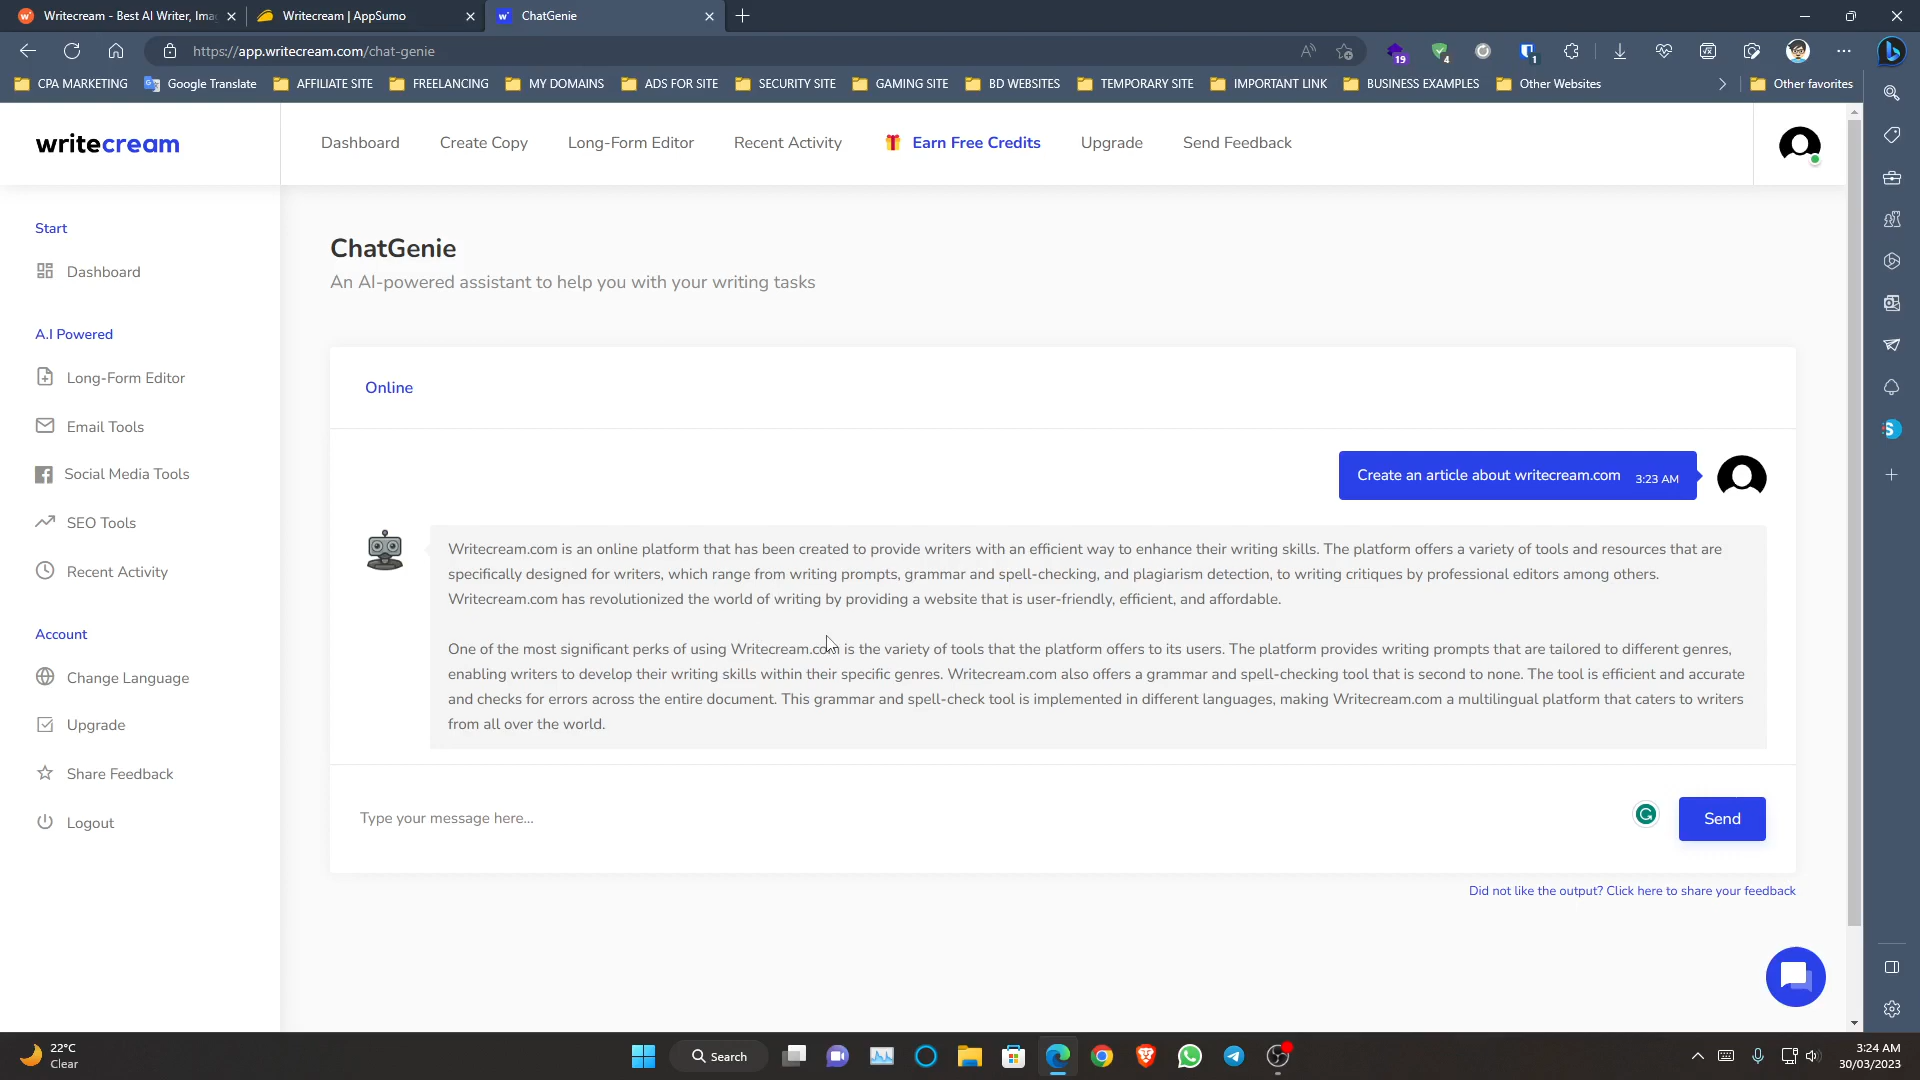 Writecream - Best AI Writer, Ima
Writecream | AppSumo
ChatGenie
https://app.writecream.com/chat-genie
19
4
1
CPA MARKETING
Google Translate
AFFILIATE SITE
FREELANCING
MY DOMAINS
ADS FOR SITE
SECURITY SITE
GAMING SITE
BD WEBSITES
TEMPORARY SITE
IMPORTANT LINK
BUSINESS EXAMPLES
Other Websites
Other favorites
writecream
Dashboard
Create Copy
Long-Form Editor
Recent Activity
Earn Free Credits
Upgrade
Send Feedback
Start
Dashboard
A.I Powered
Long-Form Editor
Email Tools
Social Media Tools
SEO Tools
Recent Activity
Account
Change Language
Upgrade
Share Feedback
Logout
ChatGenie
An AI-powered assistant to help you with your writing tasks
Online
Create an article about writecream.com 3:23 AM
Writecream.com is an online platform that has been created to provide writers with an efficient way to enhance their writing skills. The platform offers a variety of tools and resources that are
specifically designed for writers, which range from writing prompts, grammar and spell-checking, and plagiarism detection, to writing critiques by professional editors among others.
Writecream.com has revolutionized the world of writing by providing a website that is user-friendly, efficient, and affordable.
One of the most significant perks of using Writecream.com is the variety of tools that the platform offers to its users. The platform provides writing prompts that are tailored to different genres,
enabling writers to develop their writing skills within their specific genres. Writecream.com also offers a grammar and spell-checking tool that is second to none. The tool is efficient and accurate
and checks for errors across the entire document. This grammar and spell-check tool is implemented in different languages, making Writecream.com a multilingual platform that caters to writers
from all over the world.
Type your message here...
Send
Did not like the output? Click here to share your feedback
22°C
Clear
Search
3:24 AM
30/03/2023